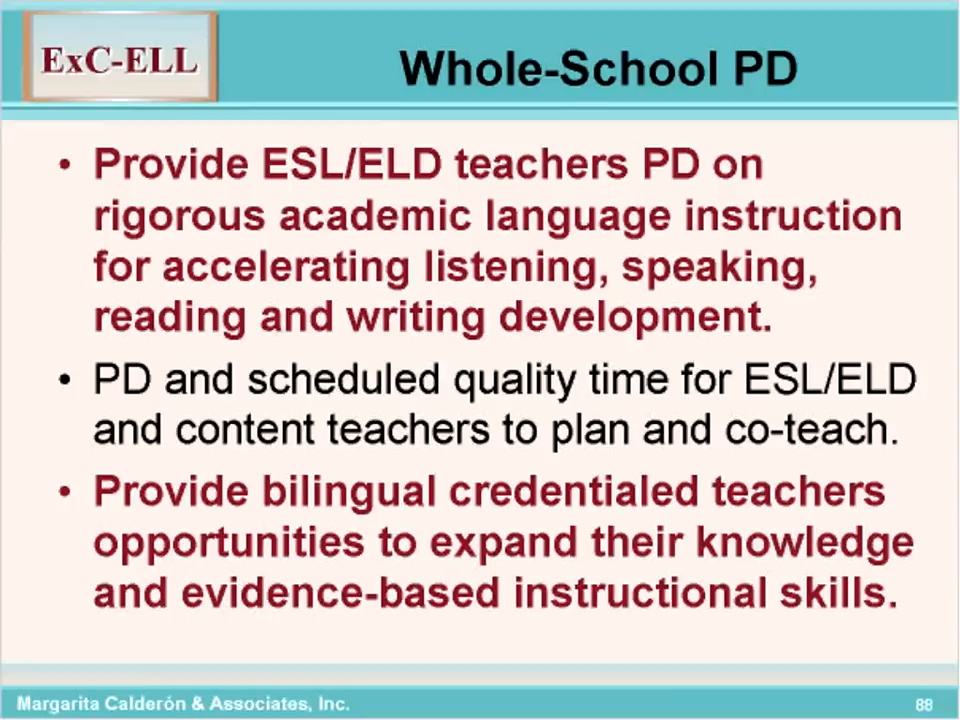 ExC-ELL
Whole-School PD
• Provide ESL/ELD teachers PD on
rigorous academic language instruction
for accelerating listening, speaking,
reading and writing development.
• PD and scheduled quality time for ESL/ELD
and content teachers to plan and co-teach.
• Provide bilingual credentialed teachers
opportunities to expand their knowledge
and evidence-based instructional skills.
Margarita Calderón & Associates, Inc.
88